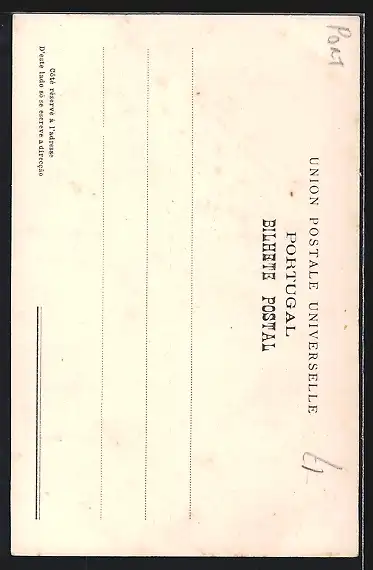 Port
UNION POSTALE UNIVERSELLE
PORTUGAL
BILHETE POSTAL
Côté réservé à l'adresse
D'este lado só se escreve a direcção